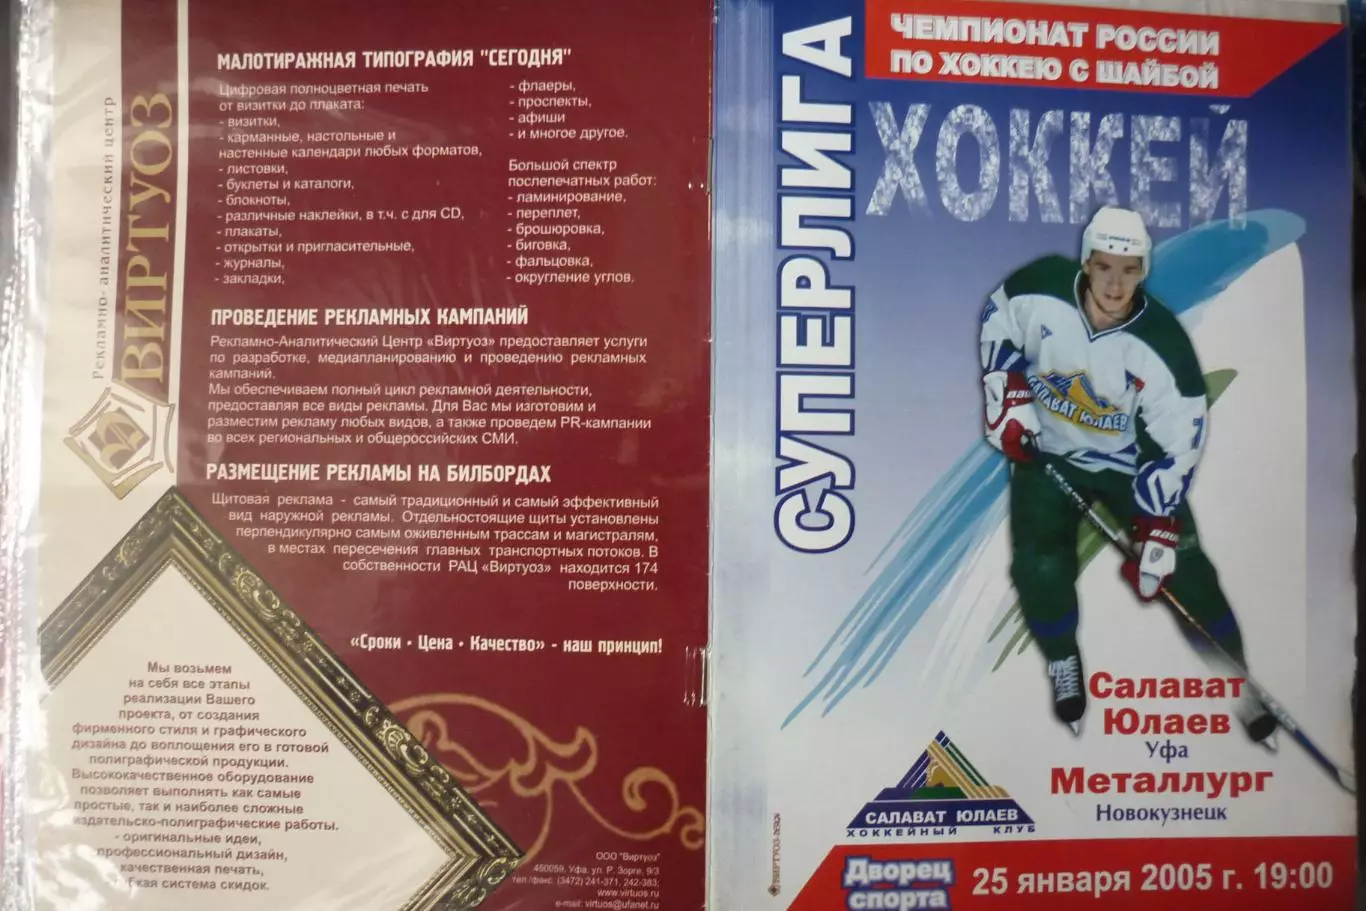 Рекламно- аналитический центр
ВИРТУОЗ
МАЛОТИРАЖНАЯ ТИПОГРАФИЯ "СЕГОДНЯ"
Цифровая полноцветная печать
от визитки до плаката:
- визитки,
- карманные, настольные и
настенные календари любых форматов,
- листовки,
- буклеты и каталоги,
- блокноты,
- различные наклейки, в т.ч. с для CD,
- плакаты,
- открытки и пригласительные,
- журналы,
- закладки,
- флаеры,
- проспекты,
- афиши
- и многое другое.
Большой спектр
послепечатных работ:
- ламинирование,
- переплет,
- брошюровка,
- биговка,
- фальцовка,
- округление углов.
ПРОВЕДЕНИЕ РЕКЛАМНЫХ КАМПАНИЙ
Рекламно-Аналитический Центр «Виртуоз» предоставляет услуги
по разработке, медиапланированию и проведению рекламных
кампаний.
Мы обеспечиваем полный цикл рекламной деятельности,
предоставляя все виды рекламы. Для Вас мы изготовим и
разместим рекламу любых видов, а также проведем PR-кампании
во всех региональных и общероссийских СМИ.
РАЗМЕЩЕНИЕ РЕКЛАМЫ НА БИЛБОРДАХ
Щитовая реклама - самый традиционный и самый эффективный
вид наружной рекламы. Отдельностоящие щиты установлены
перпендикулярно самым оживленным трассам и магистралям,
в местах пересечения главных транспортных потоков. В
собственности РАЦ «Виртуоз» находится 174
поверхности.
«Сроки • Цена • Качество» - наш принцип!
Мы возьмем
на себя все этапы
реализации Вашего
проекта, от создания
фирменного стиля и графического
дизайна до воплощения его в готовой
полиграфической продукции.
Высококачественное оборудование
позволяет выполнять как самые
простые, так и наиболее сложные
издательско-полиграфические работы.
- оригинальные идеи,
профессиональный дизайн,
качественная печать,
гибкая система скидок.
ООО "Виртуоз"
450059, Уфа, ул. Р. Зорге, 9/3
тел./факс: (3472) 241-371, 242-383,
www.virtuos.ru
e-mail: virtuos@ufanet.ru
СУПЕРЛИГА
ЧЕМПИОНАТ РОССИИ
ПО ХОККЕЮ С ШАЙБОЙ
ХОККЕЙ
САЛАВАТ ЮЛАЕВ
Салават
Юлаев
Уфа
Металлург
Новокузнецк
САЛАВАТ ЮЛАЕВ
ХОККЕЙНЫЙ КЛУБ
Дворец
спорта
25 января 2005 г. 19:00